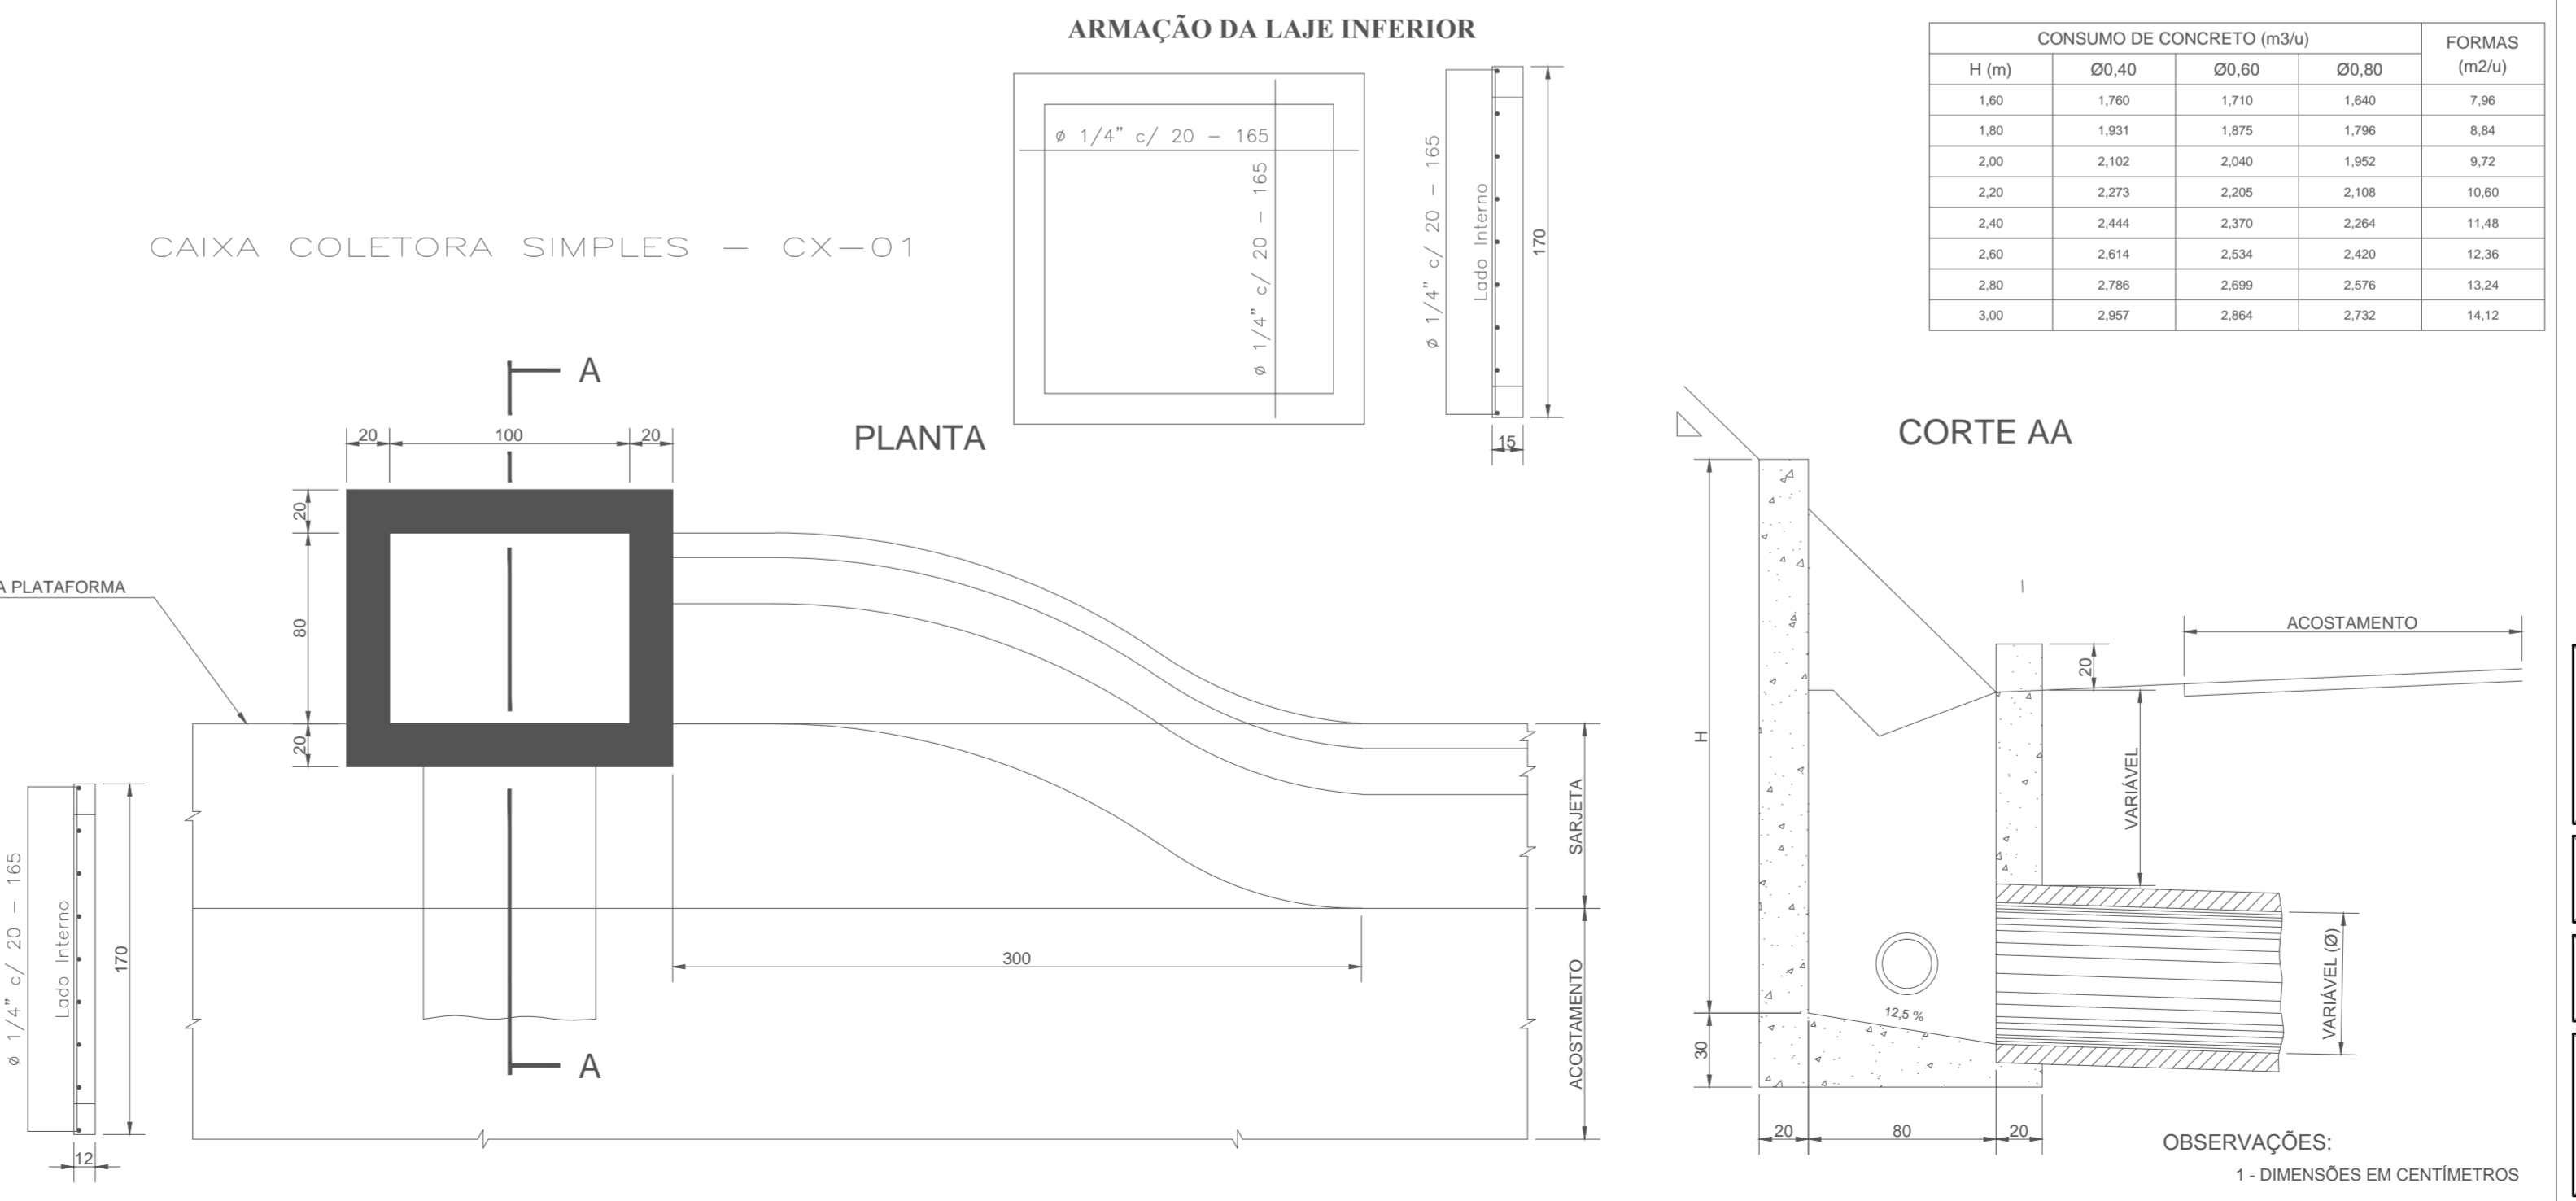 ARMAÇÃO DA LAJE INFERIOR
ø 1/4" c/ 20 - 165
ø 1/4" c/ 20 - 165
ø 1/4" c/ 20 - 165
Lado Interno
170
15
CONSUMO DE CONCRETO (m3/u) FORMAS (m2/u)
H (m) Ø0,40 Ø0,60 Ø0,80
1,60 1,760 1,710 1,640 7,96
1,80 1,931 1,875 1,796 8,84
2,00 2,102 2,040 1,952 9,72
2,20 2,273 2,205 2,108 10,60
2,40 2,444 2,370 2,264 11,48
2,60 2,614 2,534 2,420 12,36
2,80 2,786 2,699 2,576 13,24
3,00 2,957 2,864 2,732 14,12
CAIXA COLETORA SIMPLES - CX-01
PLANTA
A
20 100 20
20
80
20
A PLATAFORMA
SARJETA
ACOSTAMENTO
300
A
ø 1/4" c/ 20 - 165
Lado Interno
170
12
CORTE AA
H
30
20
ACOSTAMENTO
VARIÁVEL
VARIÁVEL (Ø)
12,5 %
20 80 20
OBSERVAÇÕES:
1 - DIMENSÕES EM CENTÍMETROS